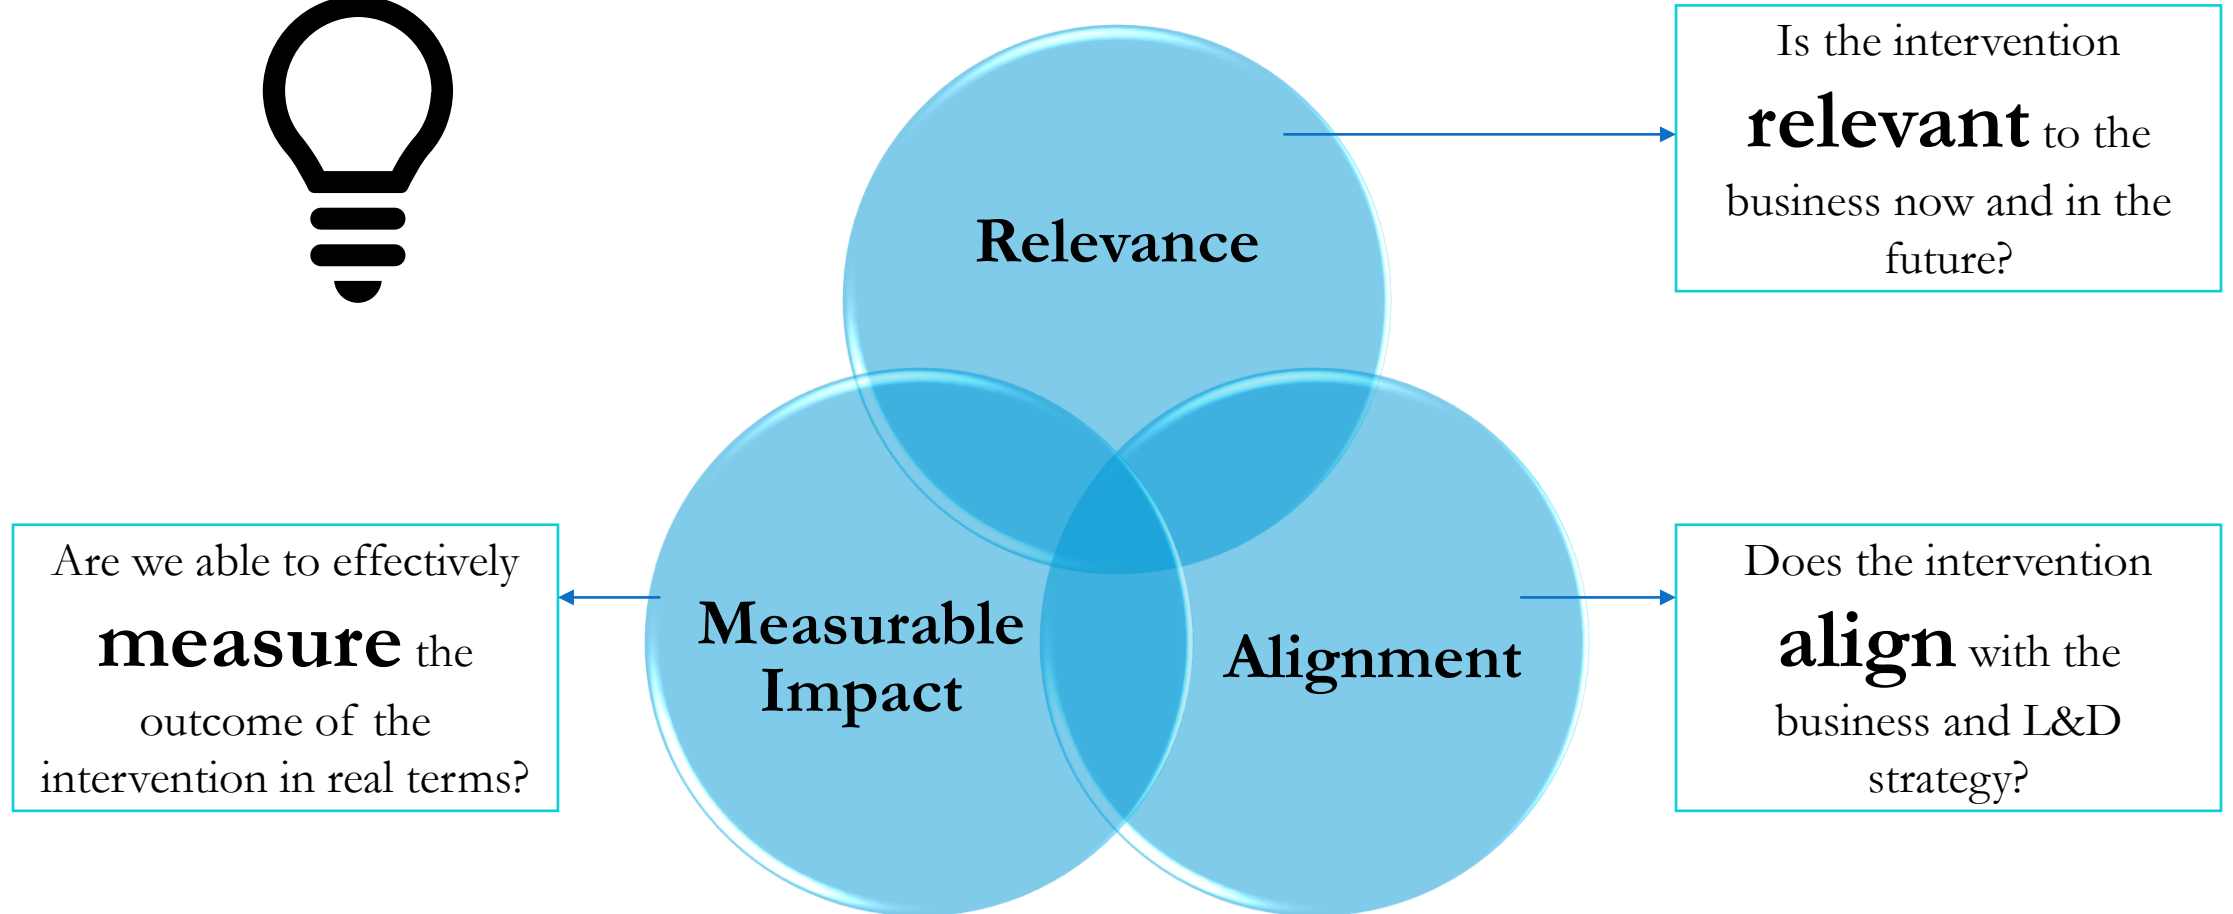 Is the intervention
relevant to the
business now and in the
future?
Relevance
Are we able to effectively
measure the
outcome of the
intervention in real terms?
Measurable
Impact
Alignment
Does the intervention
align with the
business and L&D
strategy?